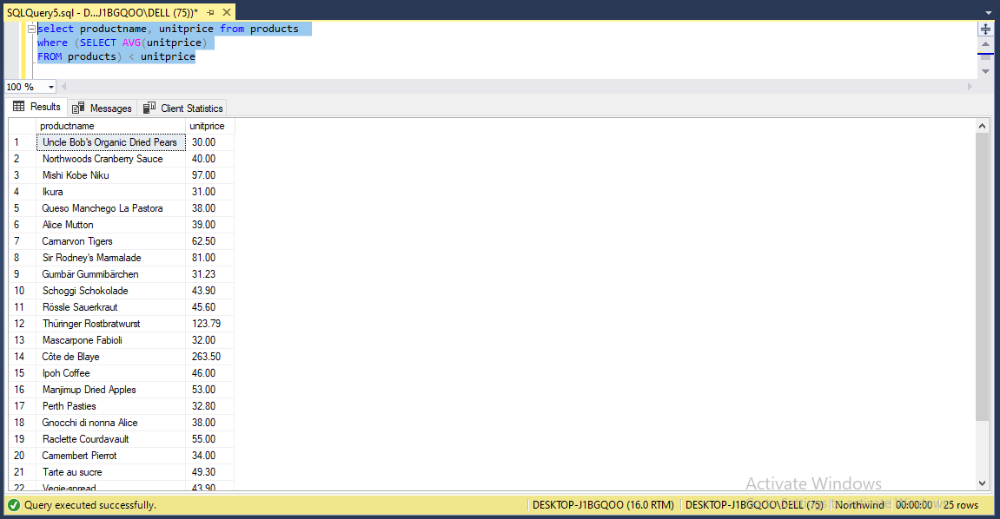 SQLQuery5.sql - D...J1BGQOO\DELL (75))*
select productname, unitprice from products
where (SELECT AVG(unitprice)
FROM products) < unitprice
100 %
Results Messages Client Statistics
productname unitprice
1 Uncle Bob's Organic Dried Pears 30.00
2 Northwoods Cranberry Sauce 40.00
3 Mishi Kobe Niku 97.00
4 Ikura 31.00
5 Queso Manchego La Pastora 38.00
6 Alice Mutton 39.00
7 Carnarvon Tigers 62.50
8 Sir Rodney's Marmalade 81.00
9 Gumbär Gummibärchen 31.23
10 Schoggi Schokolade 43.90
11 Rössle Sauerkraut 45.60
12 Thüringer Rostbratwurst 123.79
13 Mascarpone Fabioli 32.00
14 Côte de Blaye 263.50
15 Ipoh Coffee 46.00
16 Manjimup Dried Apples 53.00
17 Perth Pasties 32.80
18 Gnocchi di nonna Alice 38.00
19 Raclette Courdavault 55.00
20 Camembert Pierrot 34.00
21 Tarte au sucre 49.30
22 Vegie-spread 43.90
Activate Windows
Query executed successfully. DESKTOP-J1BGQOO (16.0 RTM) DESKTOP-J1BGQOO\DELL (75) Northwind 00:00:00 25 rows